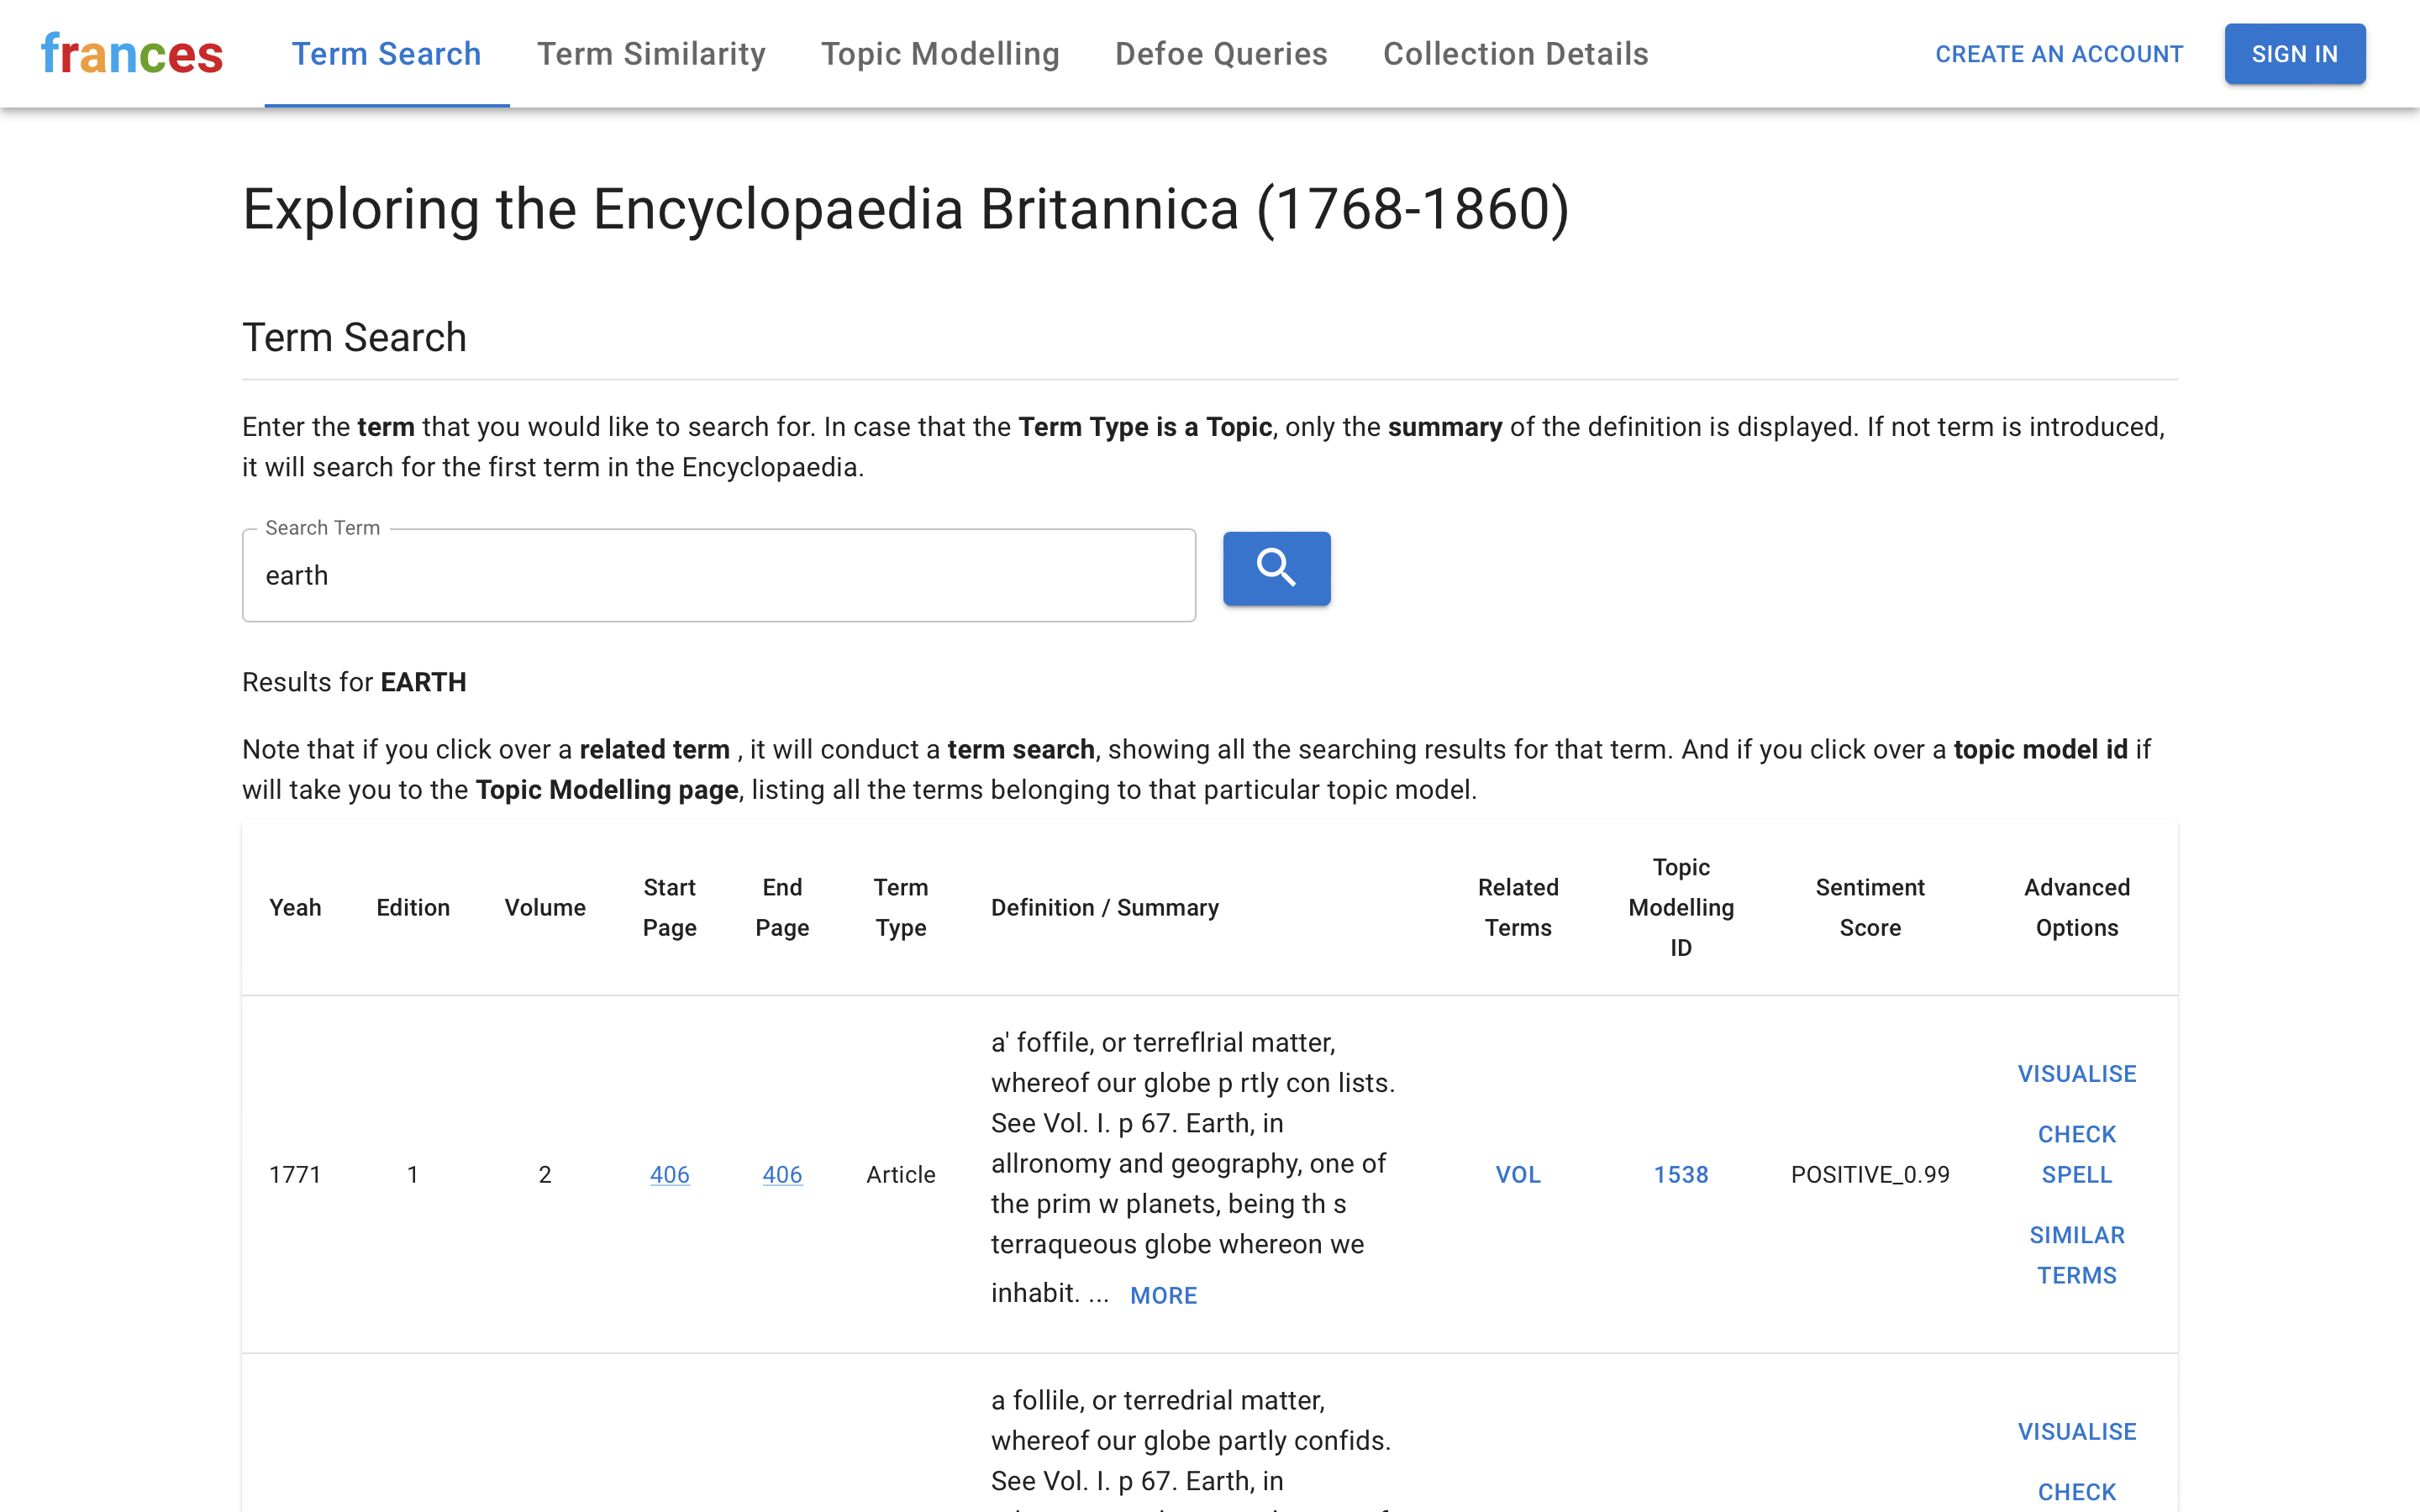 frances Term Search Term Similarity Topic Modelling Defoe Queries Collection Details CREATE AN ACCOUNT SIGN IN
Exploring the Encyclopaedia Britannica (1768-1860)
Term Search
Enter the term that you would like to search for. In case that the Term Type is a Topic, only the summary of the definition is displayed. If not term is introduced,
it will search for the first term in the Encyclopaedia.
Search Term
earth
Results for EARTH
Note that if you click over a related term , it will conduct a term search, showing all the searching results for that term. And if you click over a topic model id if
will take you to the Topic Modelling page, listing all the terms belonging to that particular topic model.
Yeah
Edition
Volume
Start
Page
End
Page
Term
Type
Definition / Summary
Related
Terms
Topic
Modelling
ID
Sentiment
Score
Advanced
Options
1771
1
2
406
406
Article
a' foffile, or terreflrial matter,
whereof our globe p rtly con lists.
See Vol. I. p 67. Earth, in
allronomy and geography, one of
the prim w planets, being th s
terraqueous globe whereon we
inhabit. ... MORE
VOL
1538
POSITIVE_0.99
VISUALISE
CHECK
SPELL
SIMILAR
TERMS
a follile, or terredrial matter,
whereof our globe partly confids.
See Vol. I. p 67. Earth, in
VISUALISE
CHECK